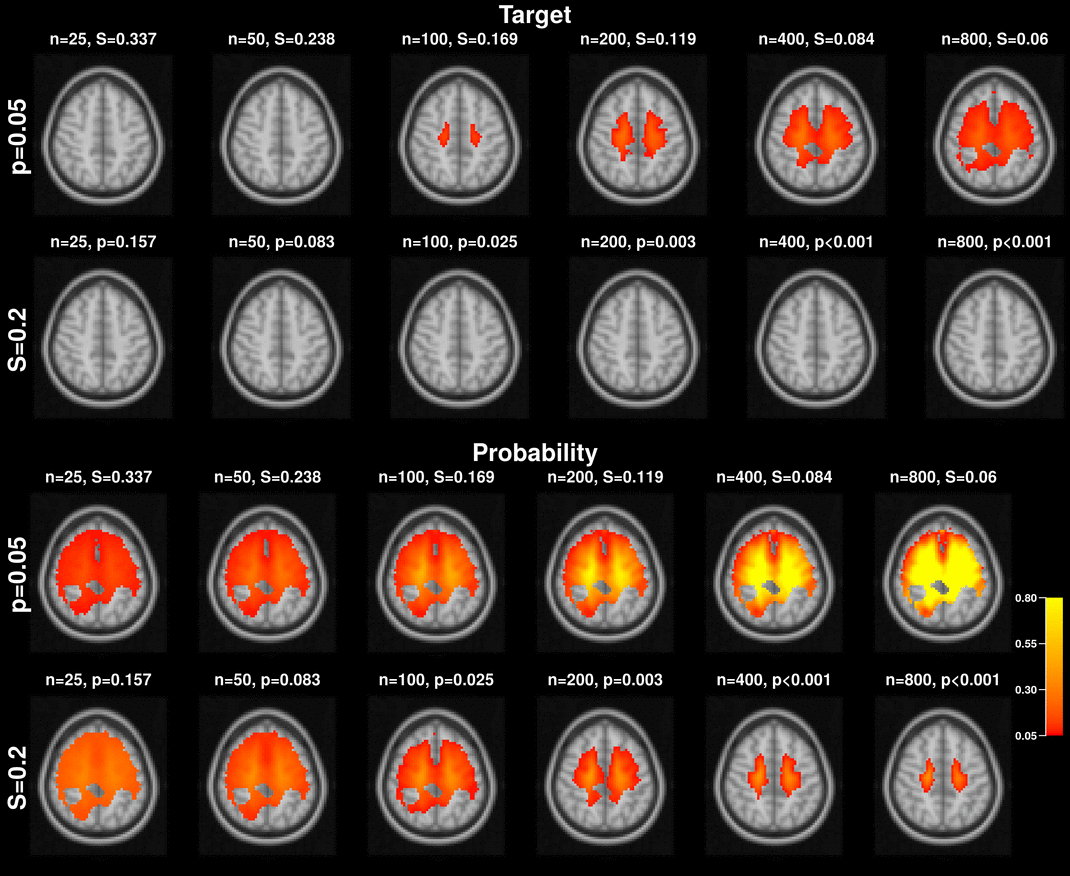 Target
n=25, S=0.337 n=50, S=0.238 n=100, S=0.169 n=200, S=0.119 n=400, S=0.084 n=800, S=0.06
p=0.05
n=25, p=0.157 n=50, p=0.083 n=100, p=0.025 n=200, p=0.003 n=400, p<0.001 n=800, p<0.001
S=0.2
Probability
n=25, S=0.337 n=50, S=0.238 n=100, S=0.169 n=200, S=0.119 n=400, S=0.084 n=800, S=0.06
p=0.05
0.80
0.55
0.30
0.05
n=25, p=0.157 n=50, p=0.083 n=100, p=0.025 n=200, p=0.003 n=400, p<0.001 n=800, p<0.001
S=0.2